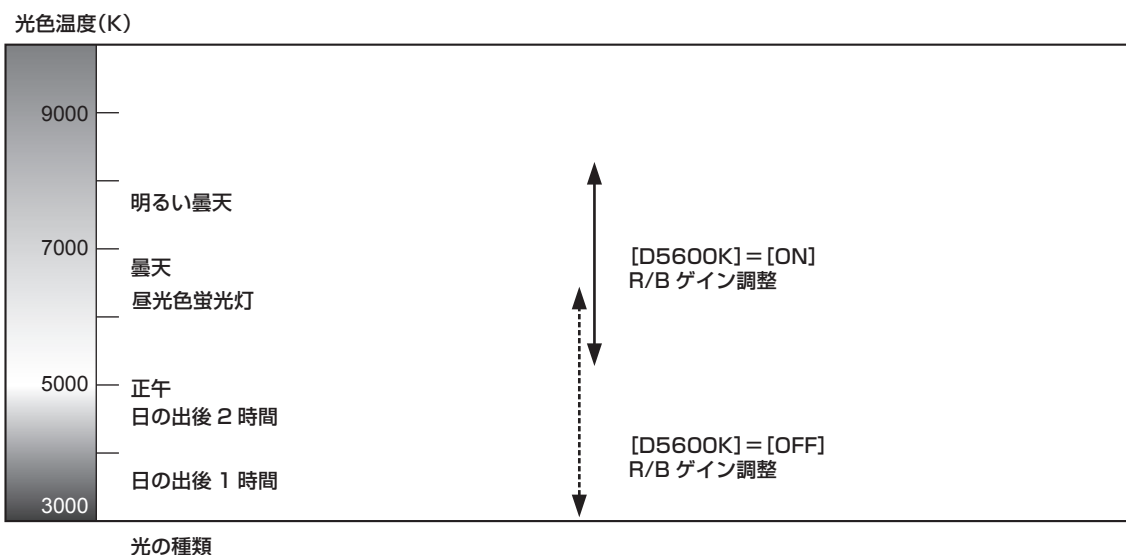 光色温度(K)
9000
明るい曇天
7000
曇天
[D5600K]=[ON]
R/B ゲイン調整
昼光色蛍光灯
5000
正午
日の出後 2 時間
[D5600K]=[OFF]
R/B ゲイン調整
日の出後 1 時間
3000
光の種類